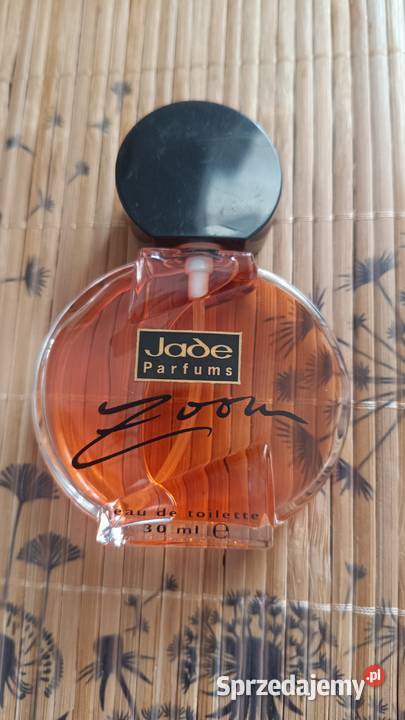 Jade
Parfums
Zoom
eau de toilette
30 ml ℮
Sprzedajemy.pl